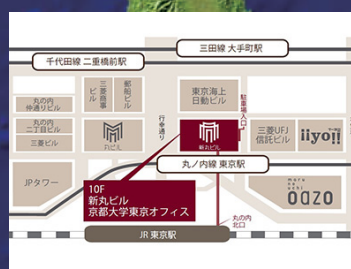 三田線 大手町駅
千代田線 二重橋前駅
三菱商事
ビル
郵船ビル
東京海上
日動ビル
丸の内
仲通りビル
丸の内
二丁目ビル
三菱ビル
丸ビル
行幸通り
新丸ビル
駐車場入口
三菱UFJ
信託ビル
iiyo!!
丸ノ内線 東京駅
JPタワー
10F
新丸ビル
京都大学東京オフィス
maru
no
uchi
OAZO
丸の内
北口
JR 東京駅